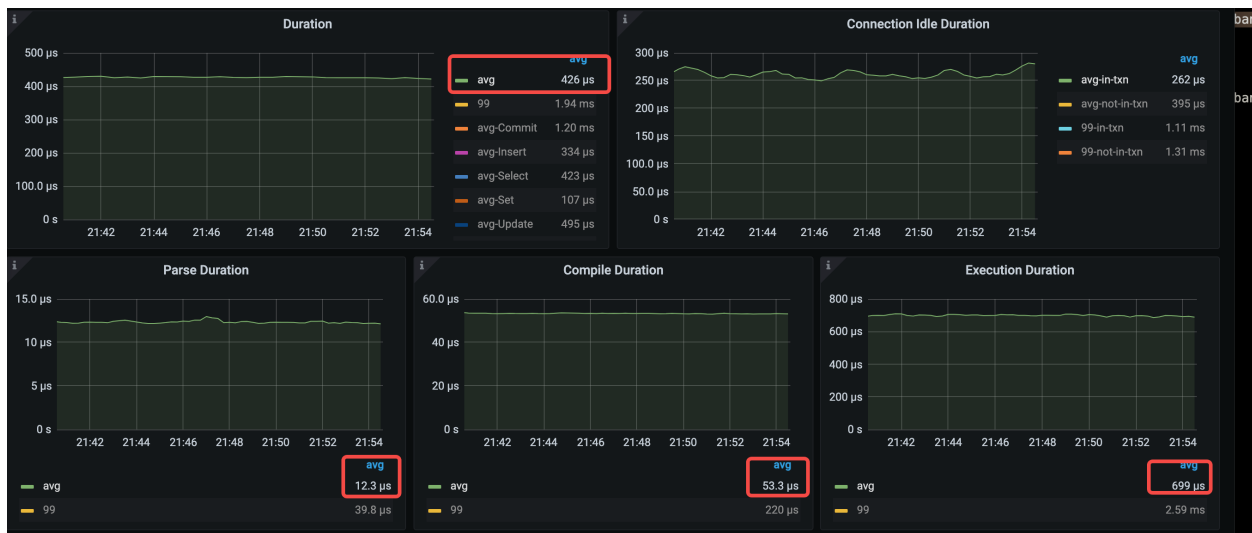 Duration
500 µs
400 µs
300 µs
200 µs
100.0 µs
0 s
21:42 21:44 21:46 21:48 21:50 21:52 21:54
avg
avg 426 µs
99 1.94 ms
avg-Commit 1.20 ms
avg-Insert 334 µs
avg-Select 423 µs
avg-Set 107 µs
avg-Update 495 µs
Connection Idle Duration
300 µs
250 µs
200 µs
150 µs
100.0 µs
50.0 µs
0 s
21:42 21:44 21:46 21:48 21:50 21:52 21:54
avg
avg-in-txn 262 µs
avg-not-in-txn 395 µs
99-in-txn 1.11 ms
99-not-in-txn 1.31 ms
bar
bar
Parse Duration
15.0 µs
10 µs
5 µs
0 s
21:42 21:44 21:46 21:48 21:50 21:52 21:54
avg
avg 12.3 µs
99 39.8 µs
Compile Duration
60.0 µs
40 µs
20 µs
0 s
21:42 21:44 21:46 21:48 21:50 21:52 21:54
avg
avg 53.3 µs
99 220 µs
Execution Duration
800 µs
600 µs
400 µs
200 µs
0 s
21:42 21:44 21:46 21:48 21:50 21:52 21:54
avg
avg 699 µs
99 2.59 ms